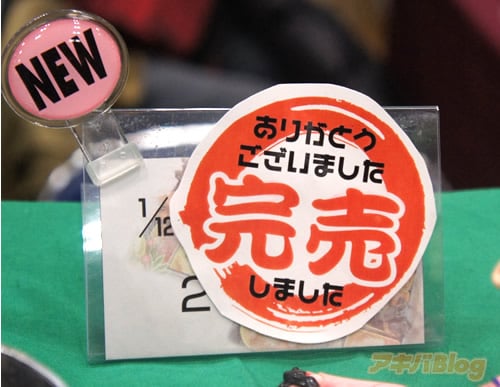 NEW
ありがとう
ございました
完売
しました
1/12
2
アキバBlog